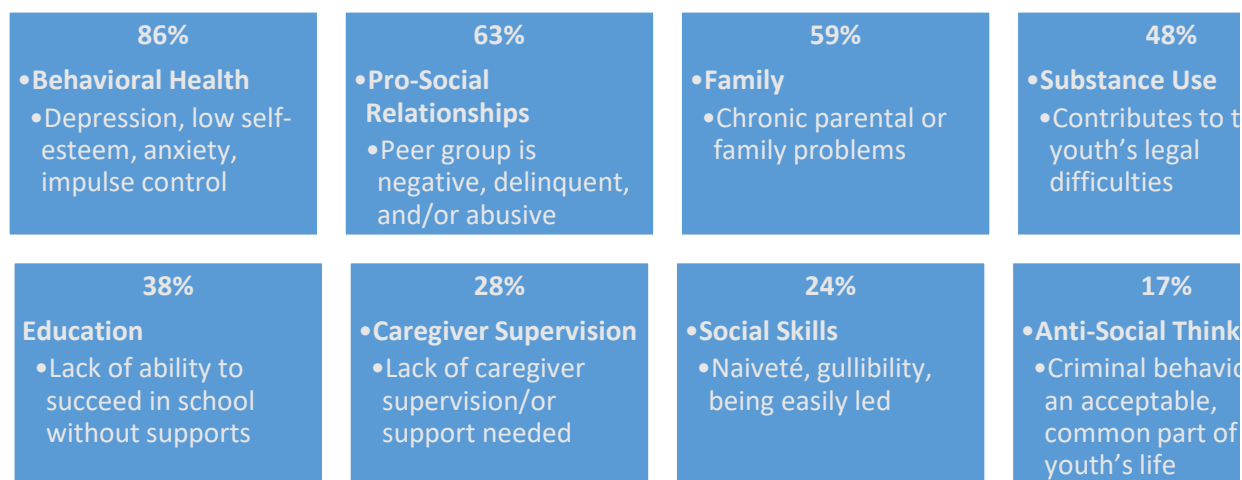 86%
•Behavioral Health
•Depression, low self-
esteem, anxiety,
impulse control
63%
•Pro-Social
Relationships
•Peer group is
negative, delinquent,
and/or abusive
59%
•Family
•Chronic parental or
family problems
48%
•Substance Use
•Contributes to
youth’s legal
difficulties
38%
Education
•Lack of ability to
succeed in school
without supports
28%
•Caregiver Supervision
•Lack of caregiver
supervision/or
support needed
24%
•Social Skills
•Naiveté, gullibility,
being easily led
17%
•Anti-Social
•Criminal
an acceptable,
common part of
youth’s life